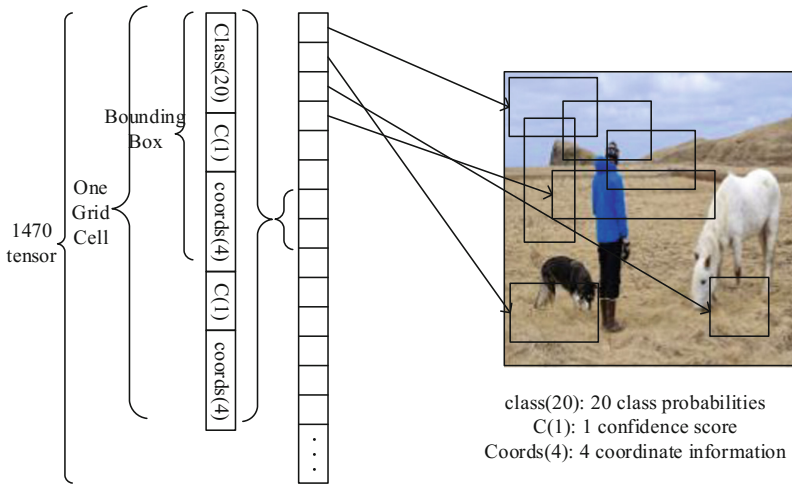 1470
tensor
One
Grid
Cell
Bounding
Box
Class(20)
C(1)
coords(4)
C(1)
coords(4)
class(20): 20 class probabilities
C(1): 1 confidence score
Coords(4): 4 coordinate information